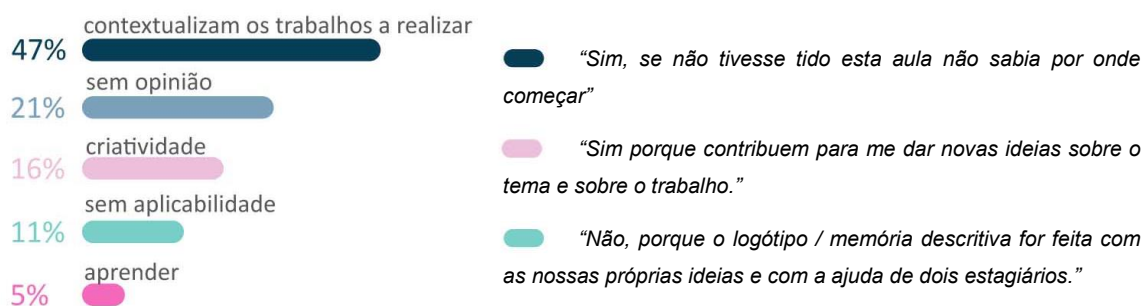 contextualizam os trabalhos a realizar
47%
sem opinião
21%
criatividade
16%
sem aplicabilidade
11%
aprender
5%
“Sim, se não tivesse tido esta aula não sabia por onde
começar”
“Sim porque contribuem para me dar novas ideias sobre o
tema e sobre o trabalho.”
“Não, porque o logótipo / memória descritiva for feita com
as nossas próprias ideias e com a ajuda de dois estagiários.”